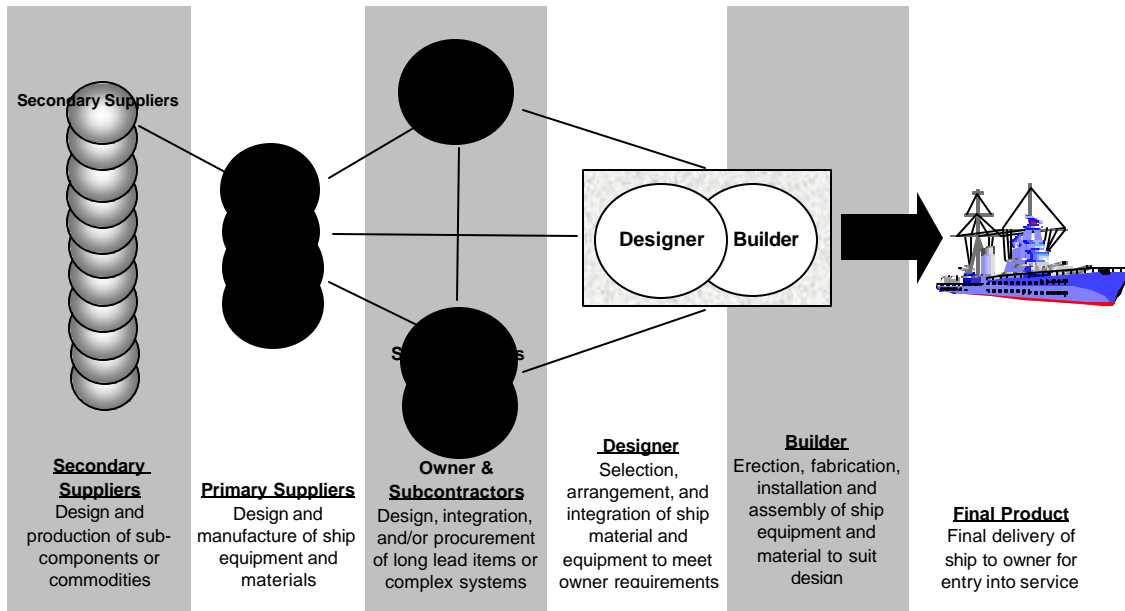 Secondary Suppliers
Designer
Builder
Secondary
Suppliers
Design and
production of sub-
components or
commodities
Primary Suppliers
Design and
manufacture of ship
equipment and
materials
Owner &
Subcontractors
Design, integration,
and/or procurement
of long lead items or
complex systems
Designer
Selection,
arrangement, and
integration of ship
material and
equipment to meet
owner requirements
Builder
Erection, fabrication,
installation and
assembly of ship
equipment and
material to suit
design
Final Product
Final delivery of
ship to owner for
entry into service